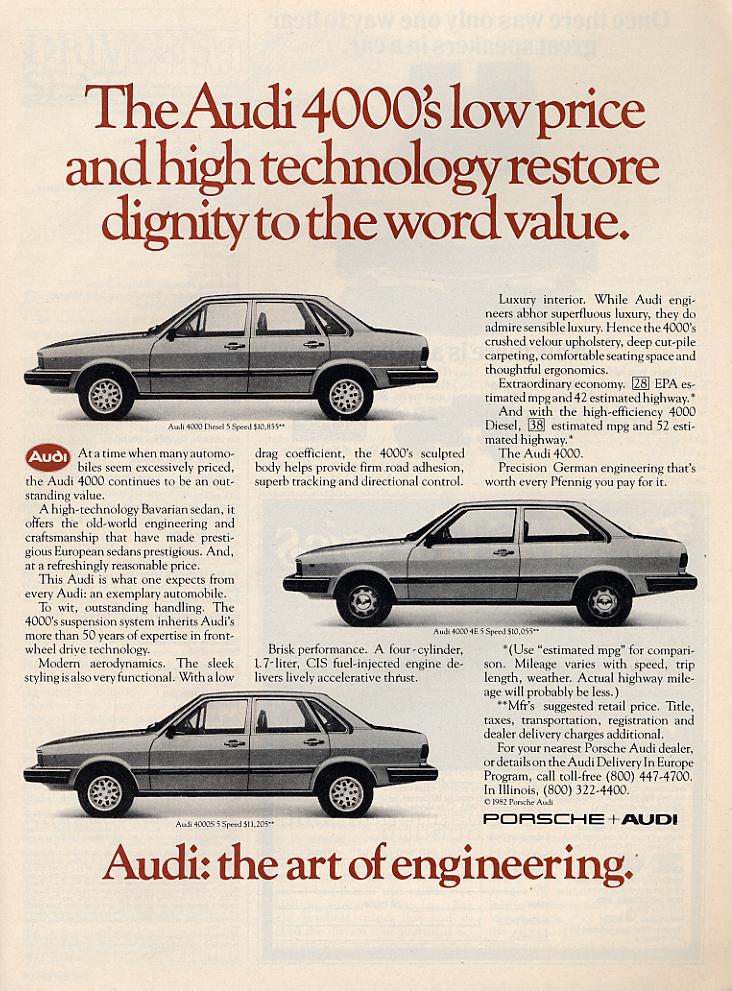 The Audi 4000's low price
and high technology restore
dignity to the word value.
Audi 4000 Diesel 5 Speed $10,855**
Audi
At a time when many automo-
biles seem excessively priced,
the Audi 4000 continues to be an out-
standing value.
A high-technology Bavarian sedan, it
offers the old-world engineering and
craftsmanship that have made presti-
gious European sedans prestigious. And,
at a refreshingly reasonable price.
This Audi is what one expects from
every Audi: an exemplary automobile.
To wit, outstanding handling. The
4000's suspension system inherits Audi's
more than 50 years of expertise in front-
wheel drive technology.
Modern aerodynamics. The sleek
styling is also very functional. With a low
drag coefficient, the 4000's sculpted
body helps provide firm road adhesion,
superb tracking and directional control.
Audi 4000 4E 5 Speed $10,055**
Brisk performance. A four-cylinder,
1.7-liter, CIS fuel-injected engine de-
livers lively accelerative thrust.
Luxury interior. While Audi engi-
neers abhor superfluous luxury, they do
admire sensible luxury. Hence the 4000's
crushed velour upholstery, deep cut-pile
carpeting, comfortable seating space and
thoughtful ergonomics.
Extraordinary economy. 28 EPA es-
timated mpg and 42 estimated highway.*
And with the high-efficiency 4000
Diesel, 38 estimated mpg and 52 esti-
mated highway.*
The Audi 4000.
Precision German engineering that's
worth every Pfennig you pay for it.
*(Use "estimated mpg" for compari-
son. Mileage varies with speed, trip
length, weather. Actual highway mile-
age will probably be less.)
**Mfr's suggested retail price. Title,
taxes, transportation, registration and
dealer delivery charges additional.
For your nearest Porsche Audi dealer,
or details on the Audi Delivery In Europe
Program, call toll-free (800) 447-4700.
In Illinois, (800) 322-4400.
© 1982 Porsche Audi
PORSCHE+AUDI
Audi 4000S 5 Speed $11,205**
Audi: the art of engineering.